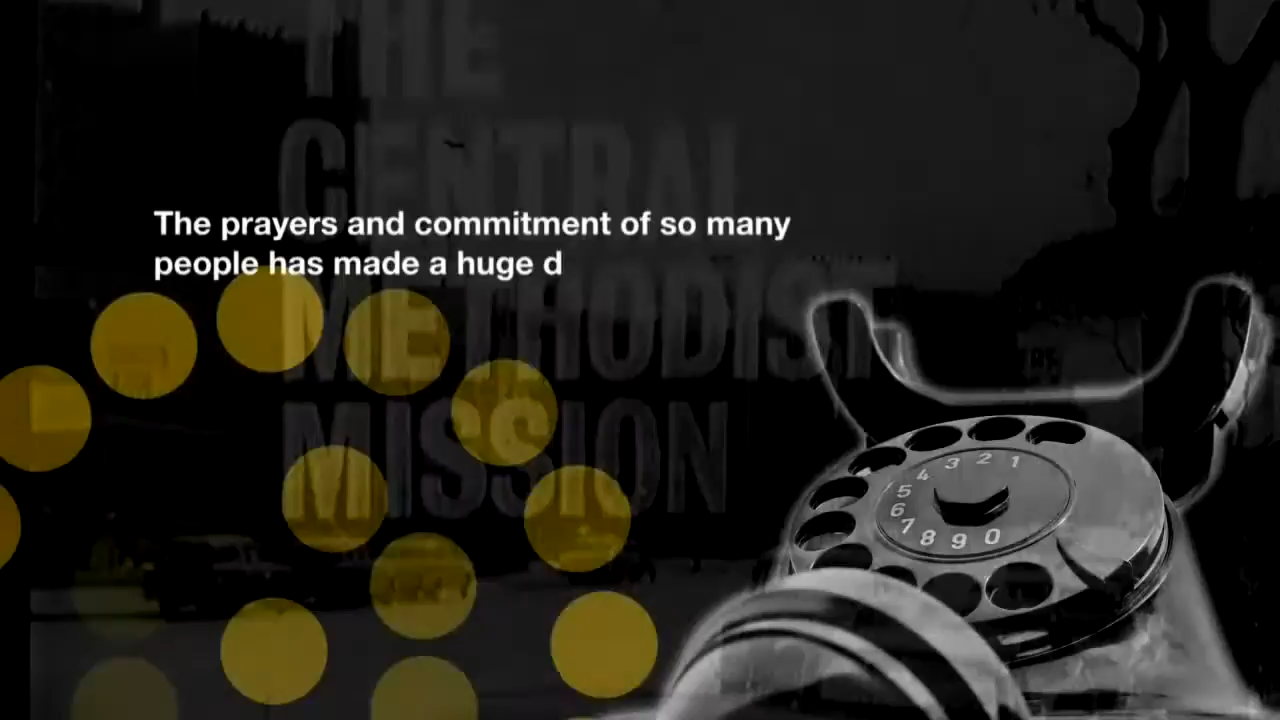 THE
CENTRAL
METHODIST
MISSION
The prayers and commitment of so many
people has made a huge d
1
2
3
4
5
6
7
8
9
0